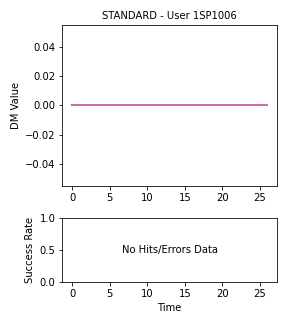 STANDARD - User 1SP1006
DM Value
0.04
0.02
0.00
−0.02
−0.04
0 5 10 15 20 25
Success Rate
1.0
0.5
0.0
No Hits/Errors Data
0 5 10 15 20 25
Time